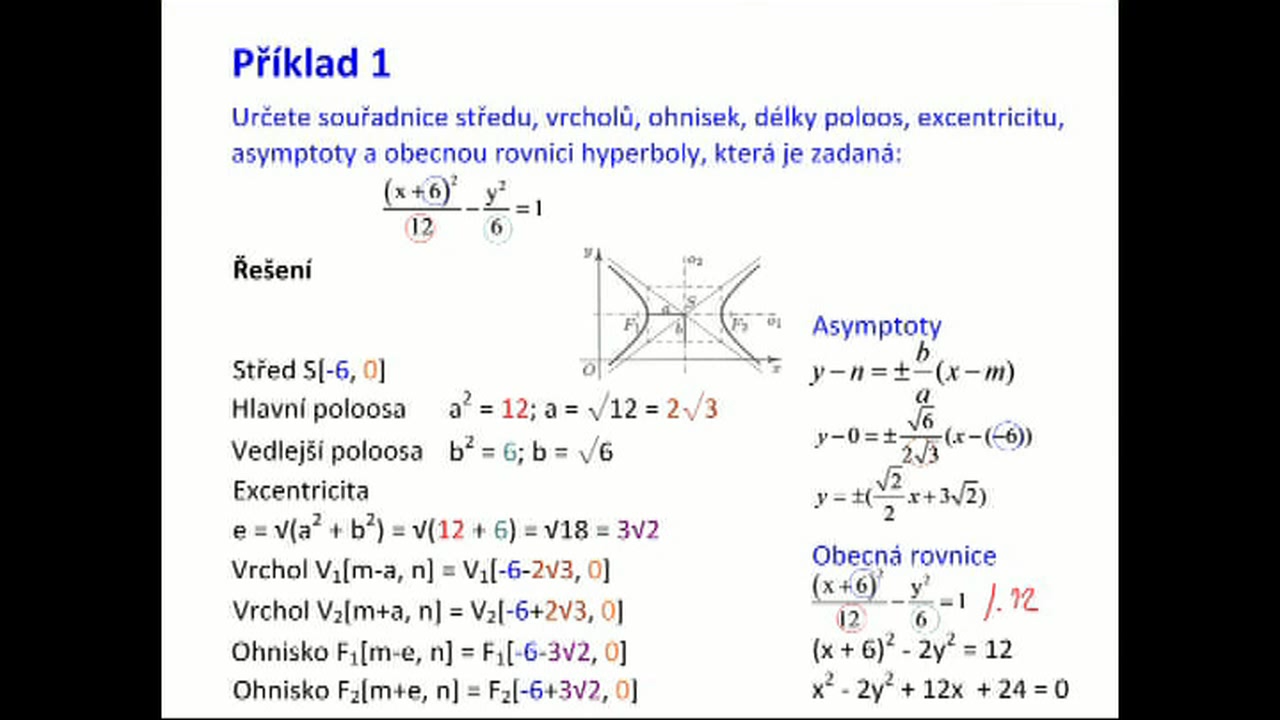 Příklad 1
Určete souřadnice středu, vrcholů, ohnisek, délky poloos, excentricitu,
asymptoty a obecnou rovnici hyperboly, která je zadaná:
(x + 6)²/12 − y²/6 = 1
Řešení
y o₂ S a b F₁ F₂ o₁ O x
Střed S[-6, 0]
Hlavní poloosa a² = 12; a = √12 = 2√3
Vedlejší poloosa b² = 6; b = √6
Excentricita
e = √(a² + b²) = √(12 + 6) = √18 = 3√2
Vrchol V₁[m-a, n] = V₁[-6-2√3, 0]
Vrchol V₂[m+a, n] = V₂[-6+2√3, 0]
Ohnisko F₁[m-e, n] = F₁[-6-3√2, 0]
Ohnisko F₂[m+e, n] = F₂[-6+3√2, 0]
Asymptoty
y − n = ± b/a (x − m)
y − 0 = ± √6/2√3 (x − (−6))
y = ±(√2/2 x + 3√2)
Obecná rovnice
(x + 6)²/12 − y²/6 = 1 /. 12
(x + 6)² - 2y² = 12
x² - 2y² + 12x + 24 = 0